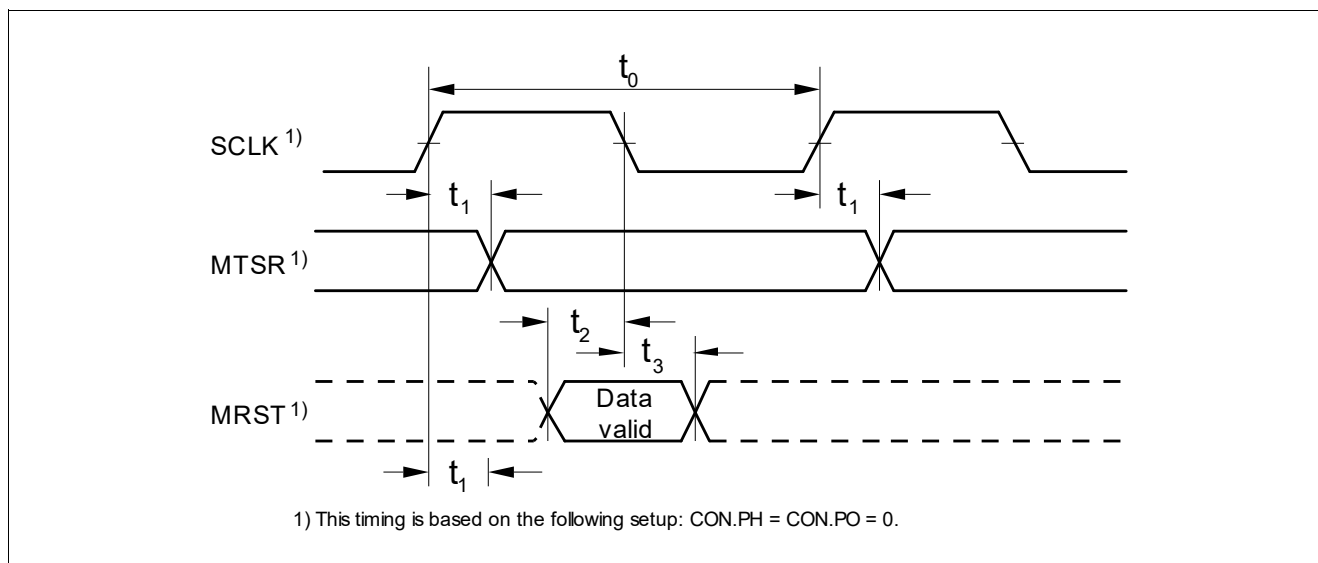 t0
SCLK 1)
t1 t1
MTSR 1)
t2
t3
MRST 1)
Data
valid
t1
1) This timing is based on the following setup: CON.PH = CON.PO = 0.